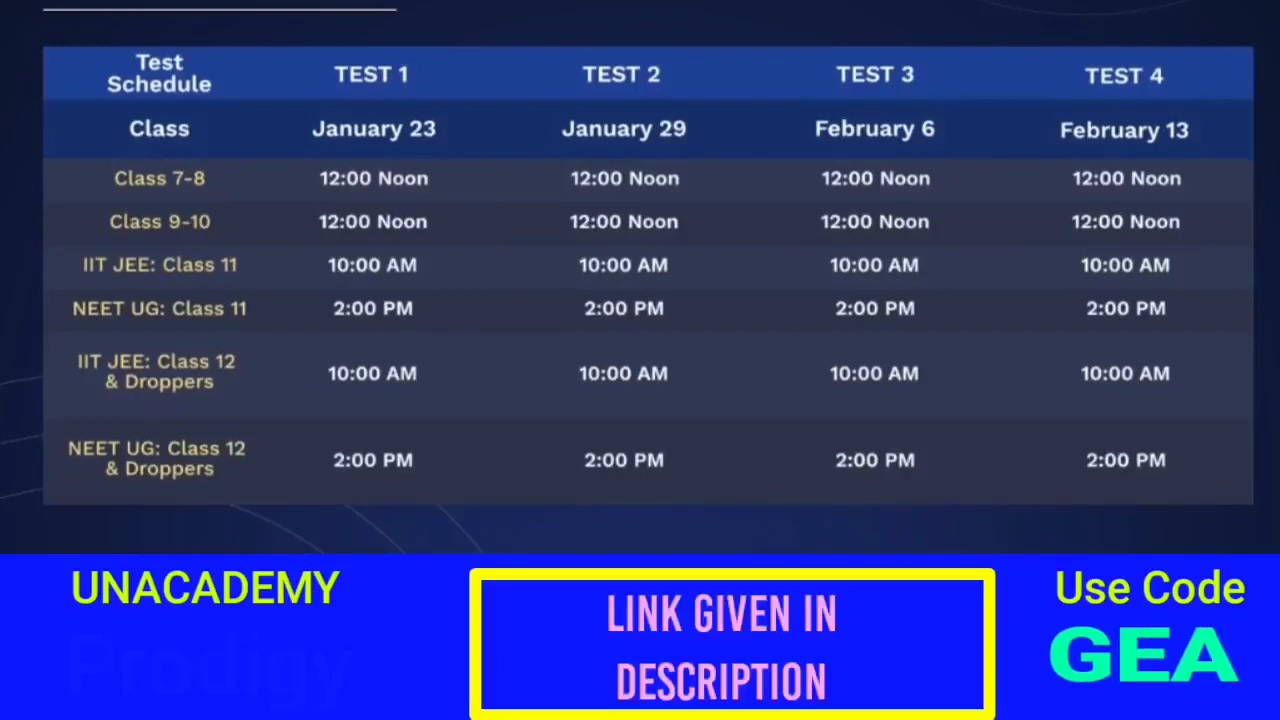 Test Schedule TEST 1 TEST 2 TEST 3 TEST 4
Class January 23 January 29 February 6 February 13
Class 7-8 12:00 Noon 12:00 Noon 12:00 Noon 12:00 Noon
Class 9-10 12:00 Noon 12:00 Noon 12:00 Noon 12:00 Noon
IIT JEE: Class 11 10:00 AM 10:00 AM 10:00 AM 10:00 AM
NEET UG: Class 11 2:00 PM 2:00 PM 2:00 PM 2:00 PM
IIT JEE: Class 12 & Droppers 10:00 AM 10:00 AM 10:00 AM 10:00 AM
NEET UG: Class 12 & Droppers 2:00 PM 2:00 PM 2:00 PM 2:00 PM
UNACADEMY
Prodigy
LINK GIVEN IN
DESCRIPTION
Use Code
GEA